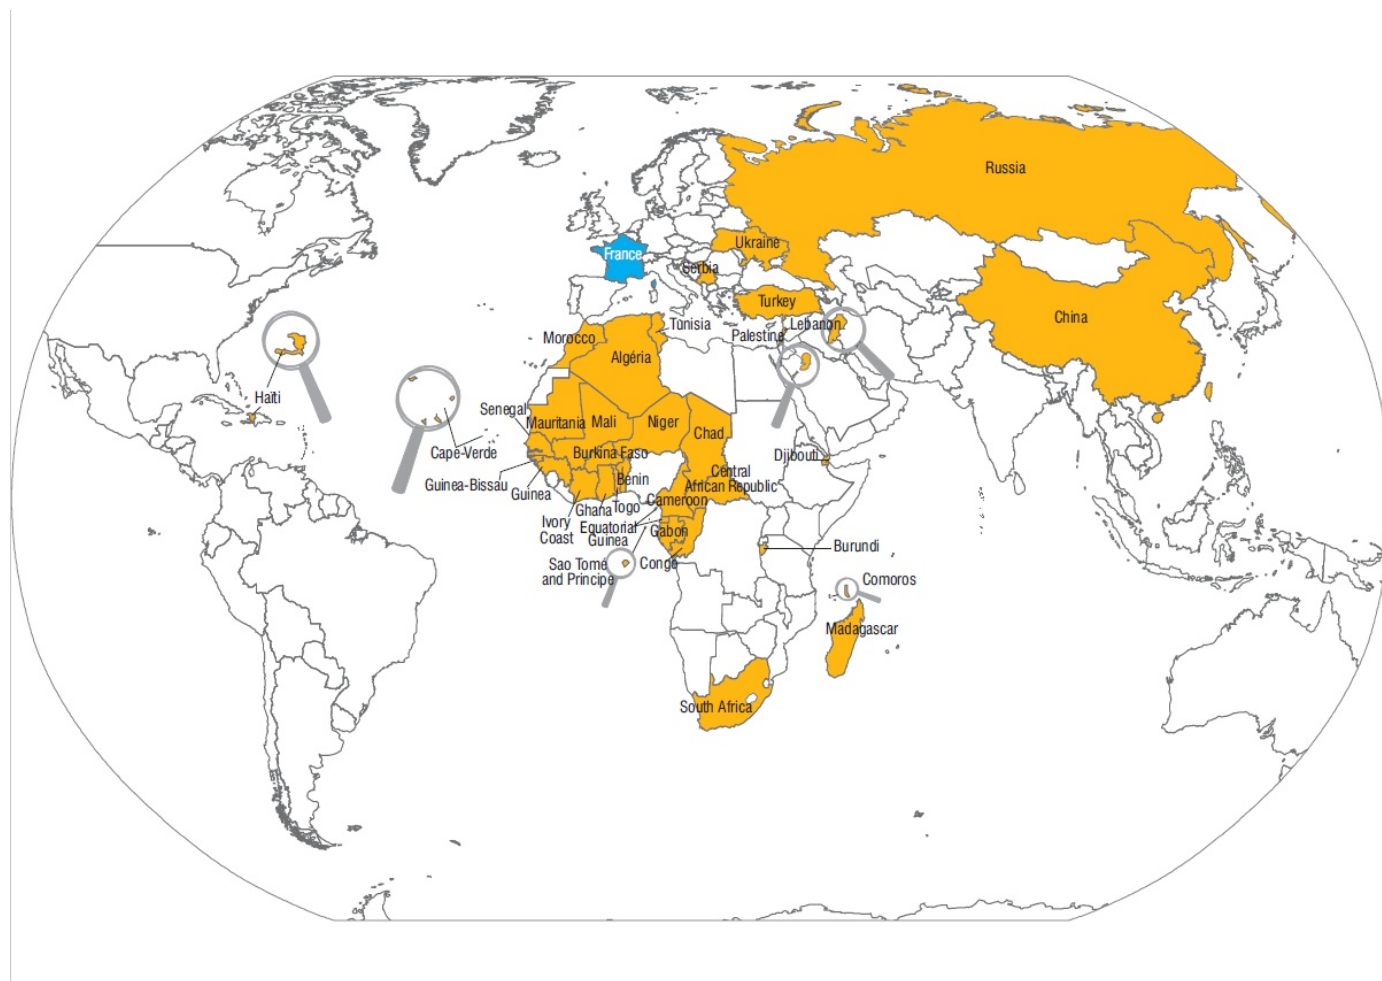 Russia
Ukraine
France
Serbia
China
Turkey
Tunisia
Lebanon
Palestine
Morocco
Algéria
Haïti
Senegal
Mauritania
Mali
Niger
Chad
Cape-Verde
Burkina Faso
Djibouti
Guinea-Bissau
Guinea
Benin
Central
African Republic
Cameroon
Togo
Ghana
Ivory
Coast
Equatorial
Guinea
Gabon
Congo
Sao Tome
and Principe
Burundi
Comoros
Madagascar
South Africa